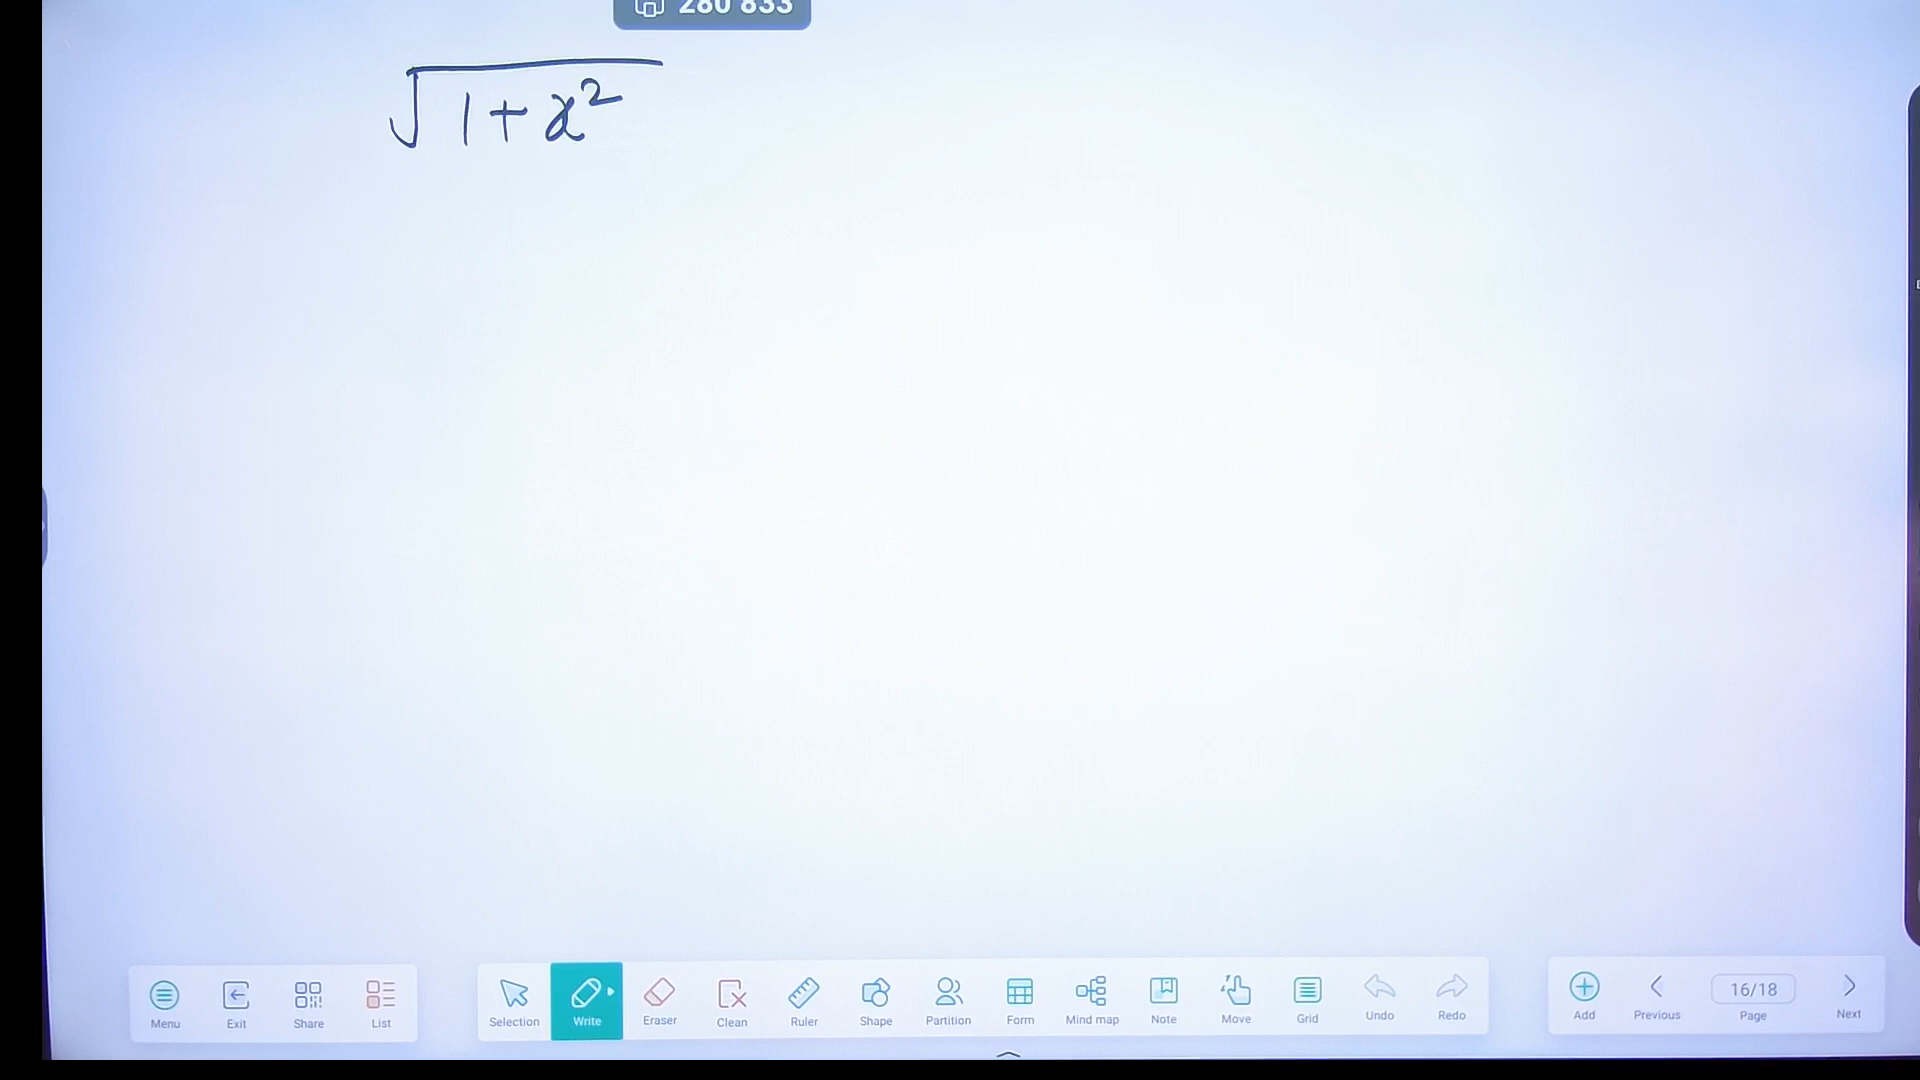 280 833
√1+x²
Menu Exit Share List Selection Write Eraser Clean Ruler Shape Partition Form Mind map Note Move Grid Undo Redo Add Previous 16/18 Page Next